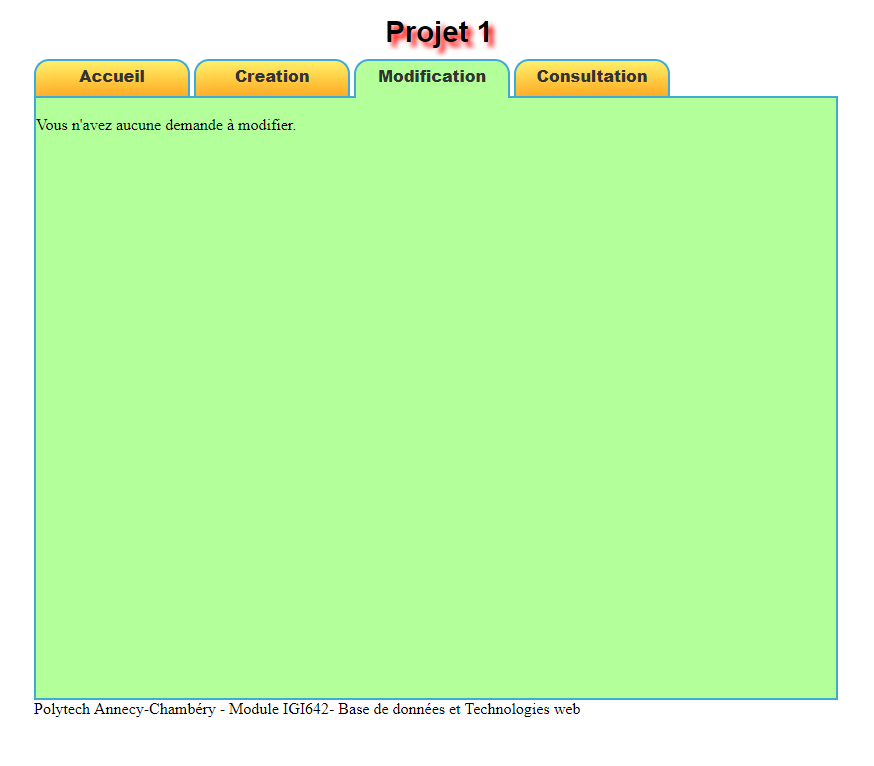 Projet 1
Accueil Creation Modification Consultation
Vous n'avez aucune demande à modifier.
Polytech Annecy-Chambéry - Module IGI642- Base de données et Technologies web